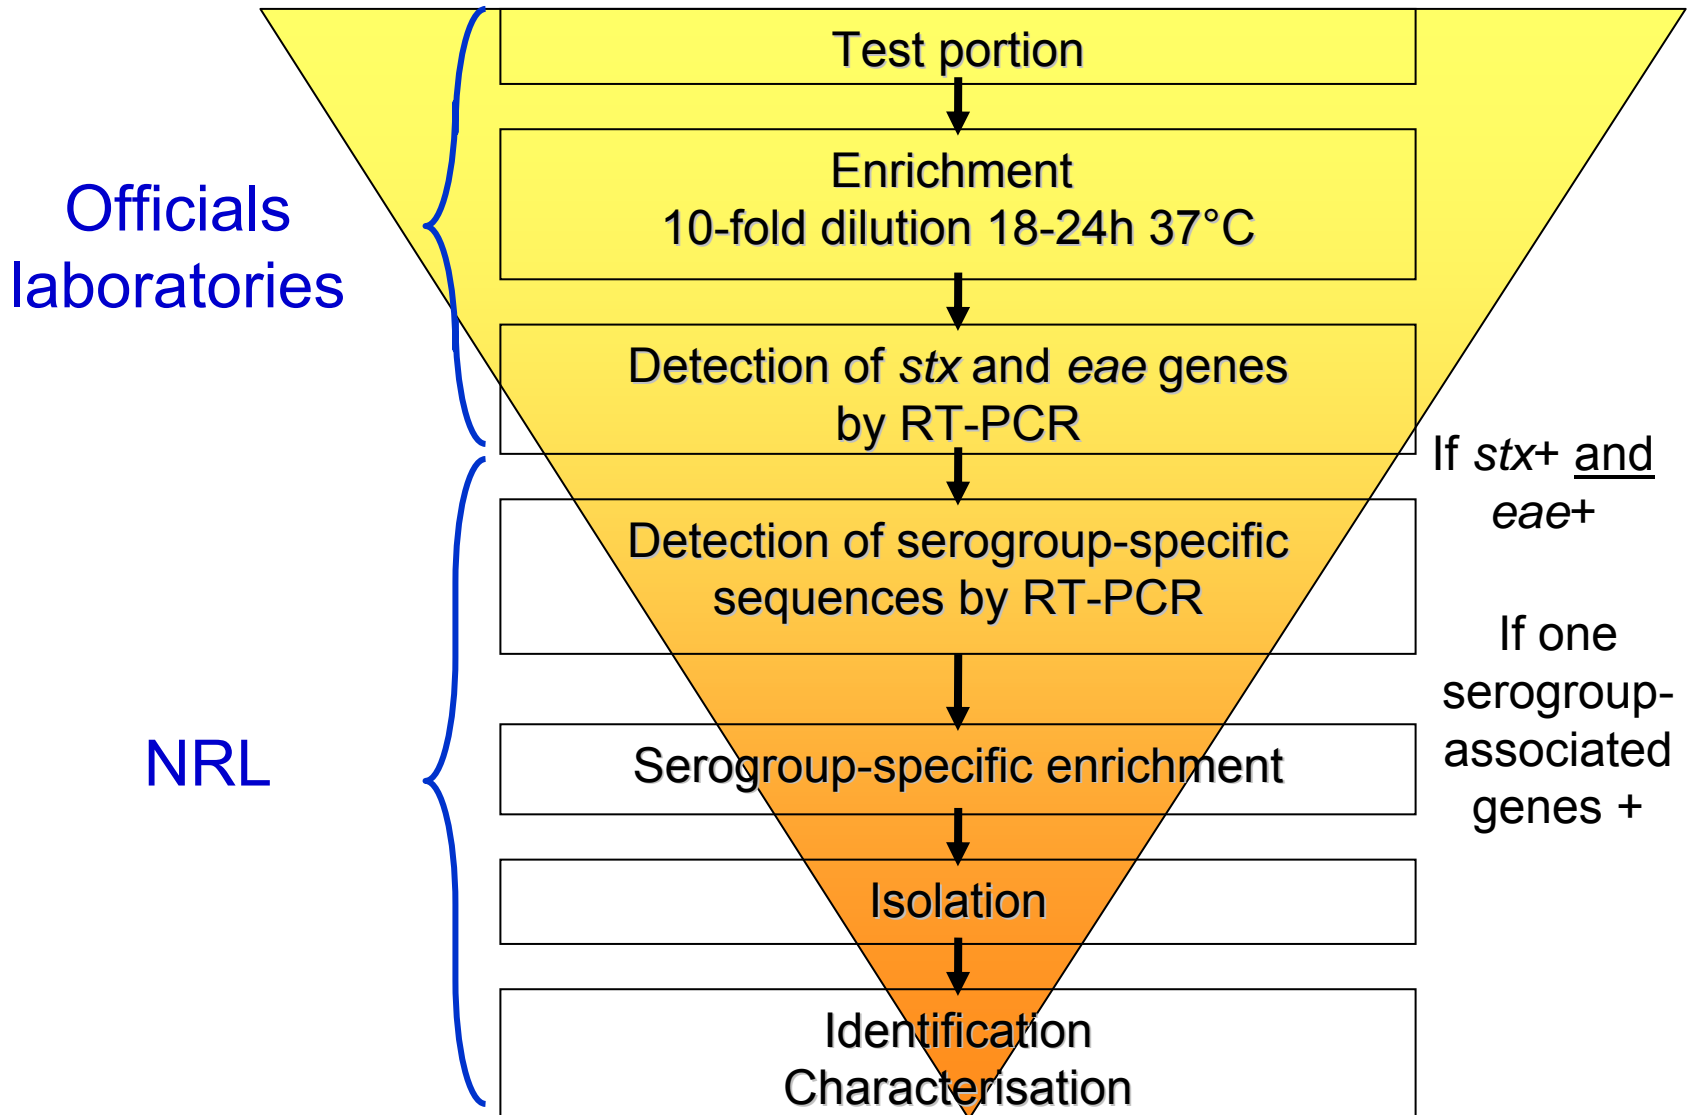 Test portion
Enrichment
10-fold dilution 18-24h 37°C
Officials
laboratories
Detection of stx and eae genes
by RT-PCR
If stx+ and
eae+
Detection of serogroup-specific
sequences by RT-PCR
If one
serogroup-
associated
genes +
NRL
Serogroup-specific enrichment
Isolation
Identification
Characterisation